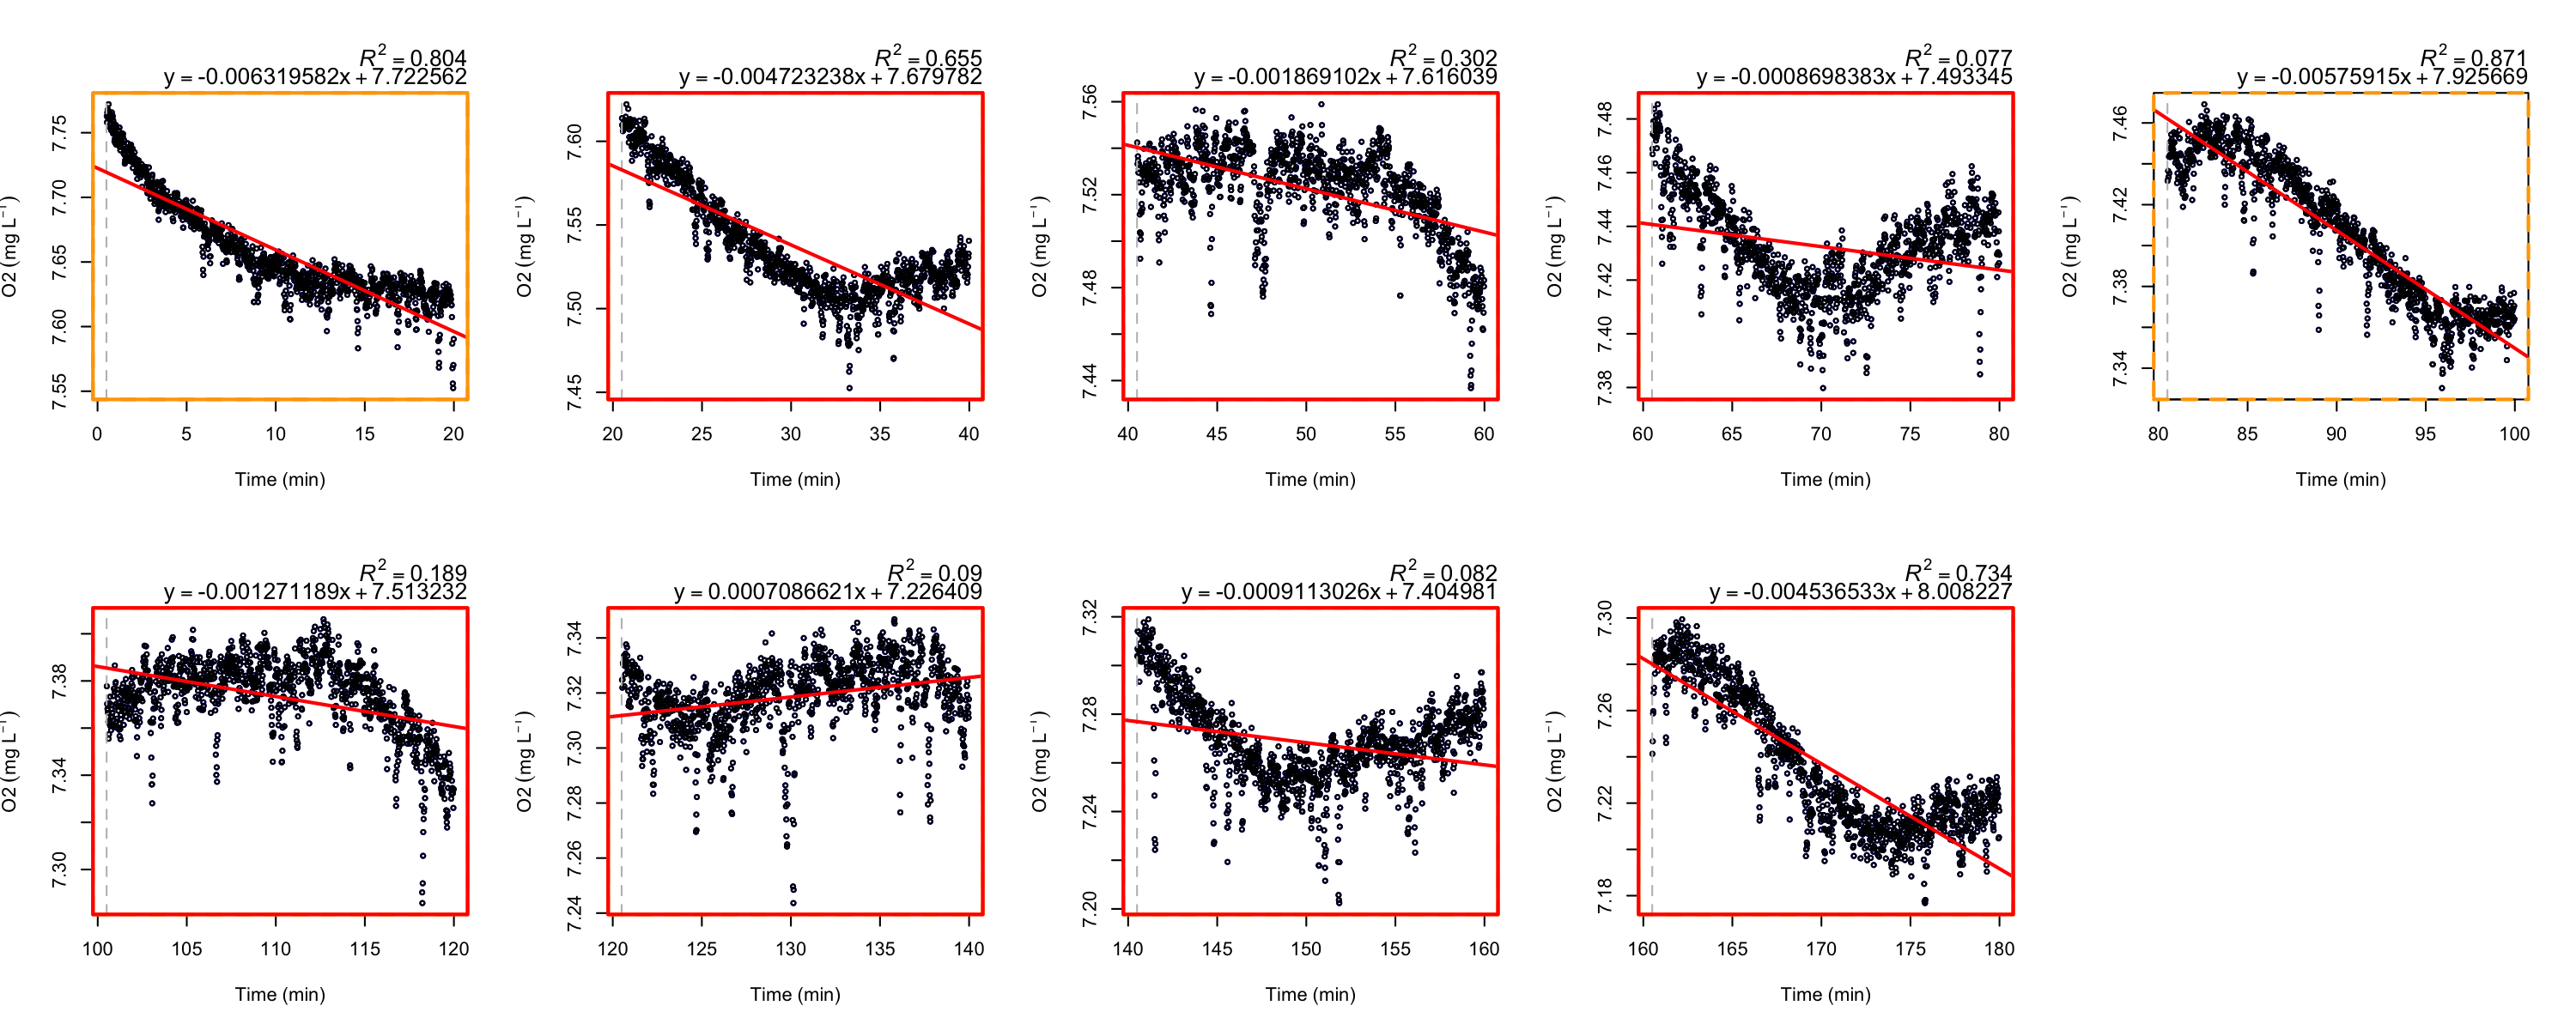 R² = 0.804
y = -0.006319582x + 7.722562
O2 (mg L⁻¹)
7.55 7.60 7.65 7.70 7.75
0 5 10 15 20
Time (min)
R² = 0.655
y = -0.004723238x + 7.679782
O2 (mg L⁻¹)
7.45 7.50 7.55 7.60
20 25 30 35 40
Time (min)
R² = 0.302
y = -0.001869102x + 7.616039
O2 (mg L⁻¹)
7.44 7.48 7.52 7.56
40 45 50 55 60
Time (min)
R² = 0.077
y = -0.0008698383x + 7.493345
O2 (mg L⁻¹)
7.38 7.40 7.42 7.44 7.46 7.48
60 65 70 75 80
Time (min)
R² = 0.871
y = -0.00575915x + 7.925669
O2 (mg L⁻¹)
7.34 7.38 7.42 7.46
80 85 90 95 100
Time (min)
R² = 0.189
y = -0.001271189x + 7.513232
O2 (mg L⁻¹)
7.30 7.34 7.38
100 105 110 115 120
Time (min)
R² = 0.09
y = 0.0007086621x + 7.226409
O2 (mg L⁻¹)
7.24 7.26 7.28 7.30 7.32 7.34
120 125 130 135 140
Time (min)
R² = 0.082
y = -0.0009113026x + 7.404981
O2 (mg L⁻¹)
7.20 7.24 7.28 7.32
140 145 150 155 160
Time (min)
R² = 0.734
y = -0.004536533x + 8.008227
O2 (mg L⁻¹)
7.18 7.22 7.26 7.30
160 165 170 175 180
Time (min)